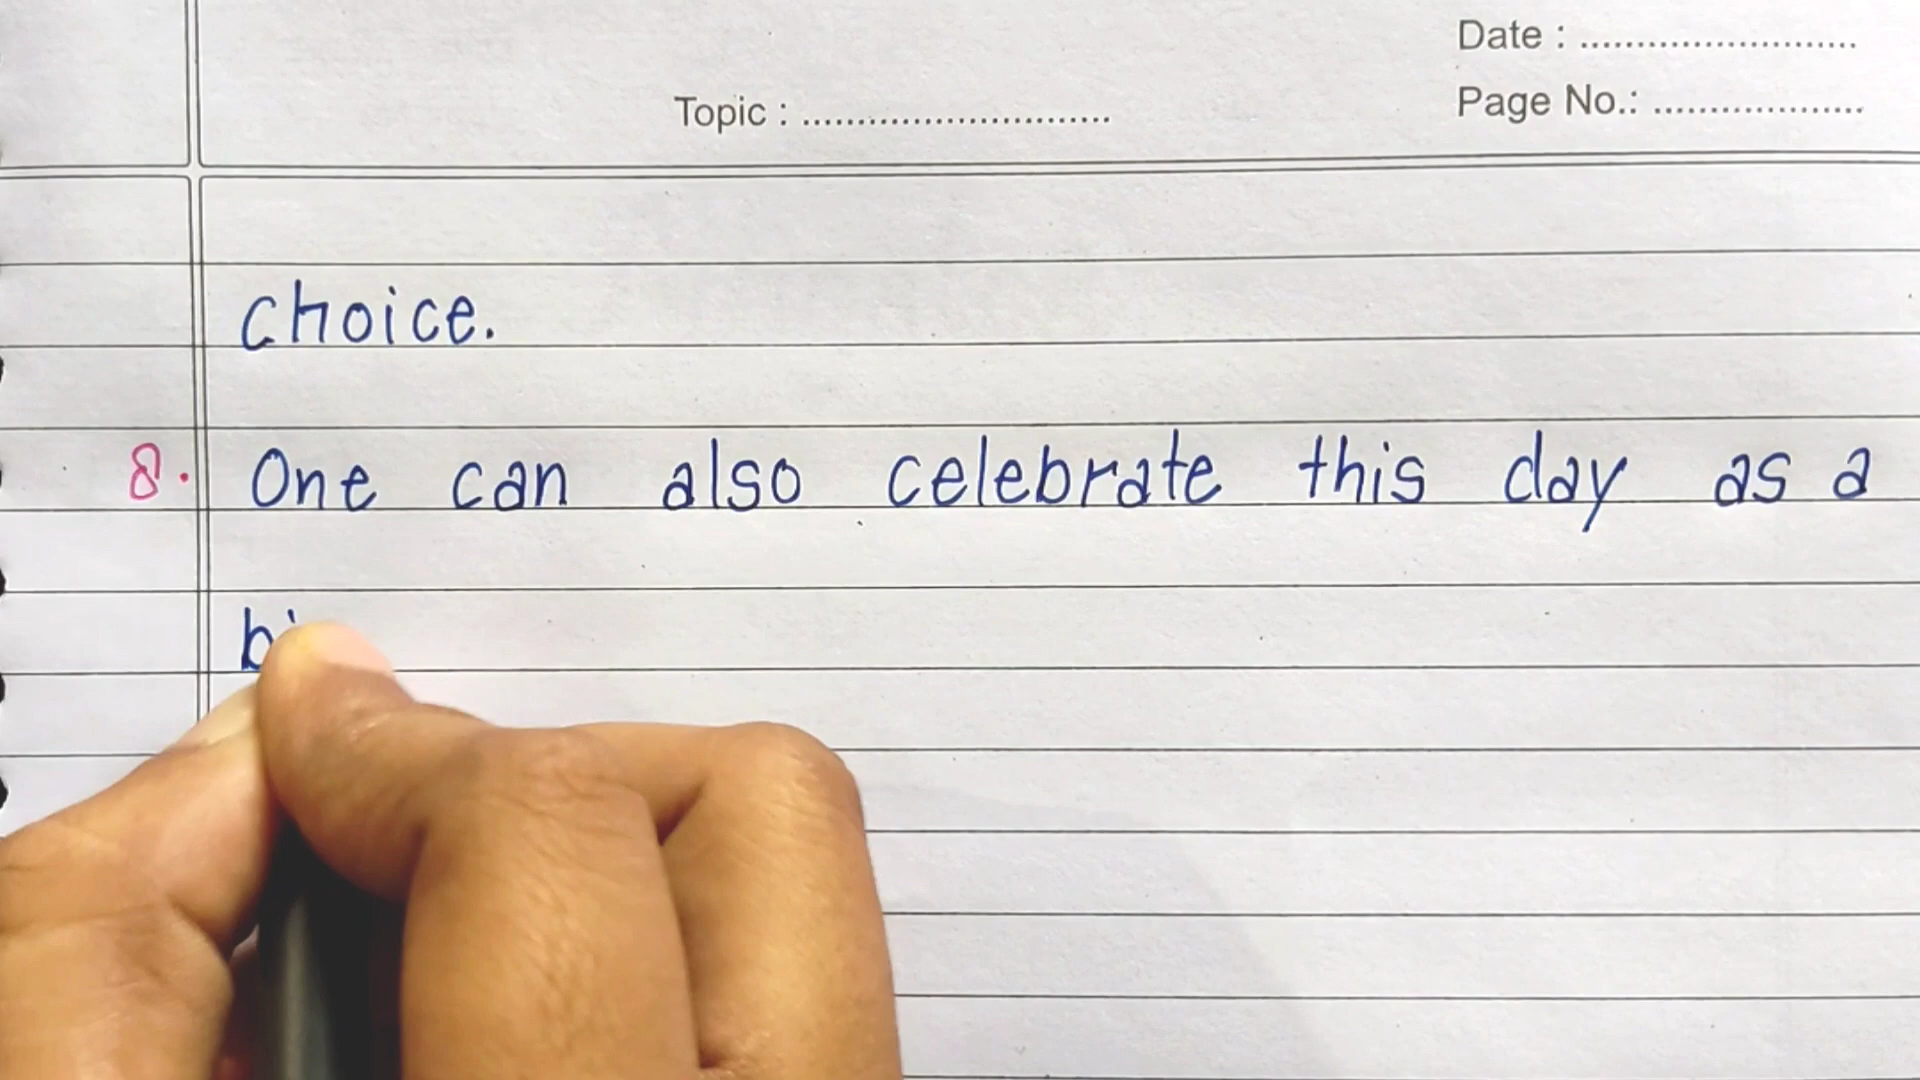 Date : ..........................
Topic : .............................
Page No.: ....................
choice.
8. One can also celebrate this day as a